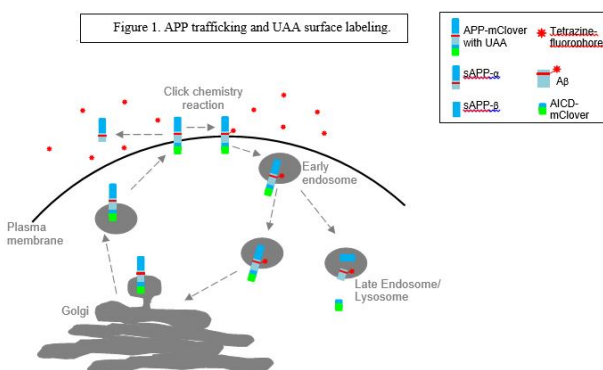 Figure 1. APP trafficking and UAA surface labeling.
APP-mClover
with UAA
Tetrazine-
fluorophore
sAPP-α
Aβ
sAPP-β
AICD-
mClover
Click chemistry
reaction
Early
endosome
Plasma
membrane
Late Endosome/
Lysosome
Golgi